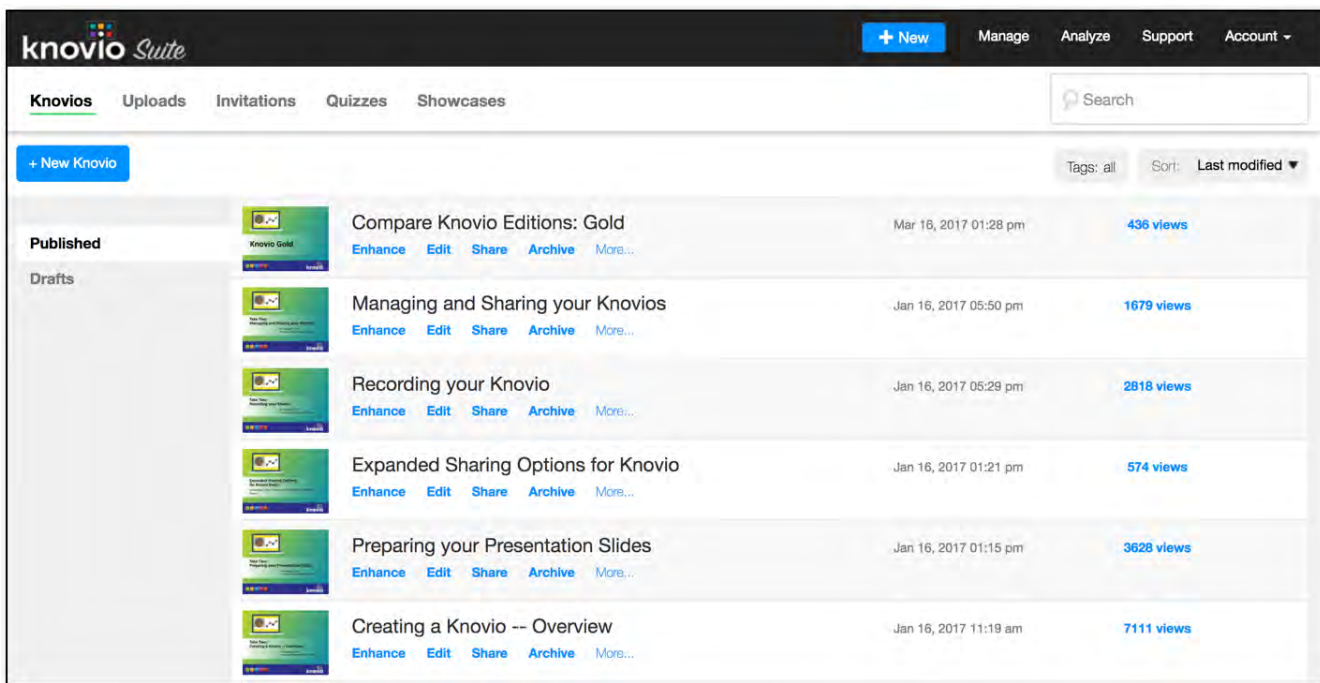 knovio Suite
+ New Manage Analyze Support Account
Knovios Uploads Invitations Quizzes Showcases Search
+ New Knovio Tags: all Sort: Last modified
Published
Drafts
Knovio Gold
knovio
Compare Knovio Editions: Gold Mar 16, 2017 01:28 pm 436 views
Enhance Edit Share Archive More...
Managing and Sharing your Knovios Jan 16, 2017 05:50 pm 1679 views
Enhance Edit Share Archive More...
Recording your Knovio Jan 16, 2017 05:29 pm 2818 views
Enhance Edit Share Archive More...
Expanded Sharing Options for Knovio Jan 16, 2017 01:21 pm 574 views
Enhance Edit Share Archive More...
Preparing your Presentation Slides Jan 16, 2017 01:15 pm 3628 views
Enhance Edit Share Archive More...
Creating a Knovio -- Overview Jan 16, 2017 11:19 am 7111 views
Enhance Edit Share Archive More...